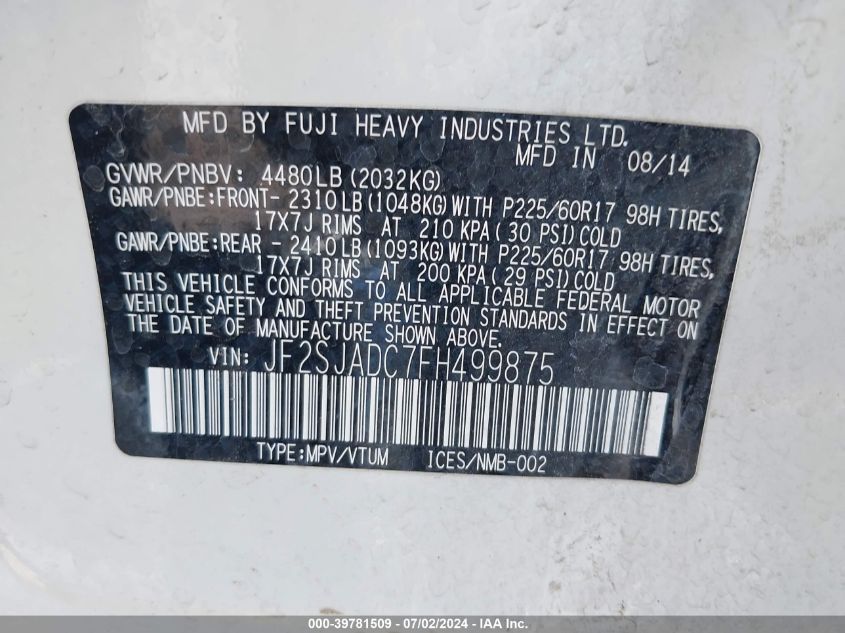 MFD BY FUJI HEAVY INDUSTRIES LTD.
MFD IN 08/14
GVWR/PNBV: 4480LB (2032KG)
GAWR/PNBE:FRONT- 2310LB (1048KG) WITH P225/60R17 98H TIRES,
17X7J RIMS AT 210 KPA ( 30 PSI) COLD
GAWR/PNBE:REAR - 2410LB (1093KG) WITH P225/60R17 98H TIRES,
17X7J RIMS AT 200 KPA ( 29 PSI) COLD
THIS VEHICLE CONFORMS TO ALL APPLICABLE FEDERAL MOTOR
VEHICLE SAFETY AND THEFT PREVENTION STANDARDS IN EFFECT ON
THE DATE OF MANUFACTURE SHOWN ABOVE.
VIN: JF2SJADC7FH499875
TYPE:MPV/VTUM ICES/NMB-002
000-39781509 - 07/02/2024 - IAA Inc.